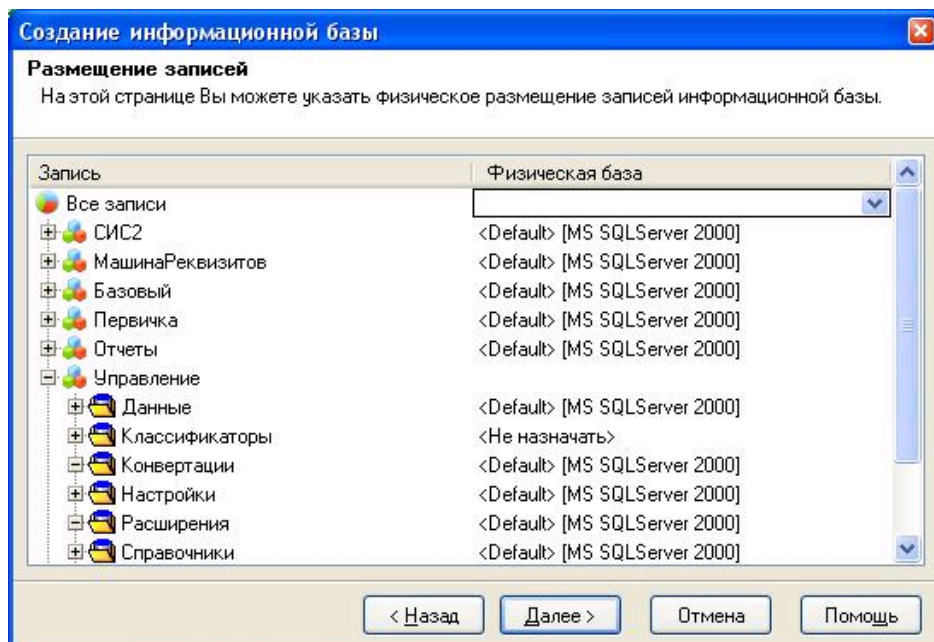 Создание информационной базы
Размещение записей
На этой странице Вы можете указать физическое размещение записей информационной базы.
Запись Физическая база
Все записи
СИС2 <Default> [MS SQLServer 2000]
МашинаРеквизитов <Default> [MS SQLServer 2000]
Базовый <Default> [MS SQLServer 2000]
Первичка <Default> [MS SQLServer 2000]
Отчеты <Default> [MS SQLServer 2000]
Управление
Данные <Default> [MS SQLServer 2000]
Классификаторы <Не назначать>
Конвертации <Default> [MS SQLServer 2000]
Настройки <Default> [MS SQLServer 2000]
Расширения <Default> [MS SQLServer 2000]
Справочники <Default> [MS SQLServer 2000]
< Назад Далее > Отмена Помощь